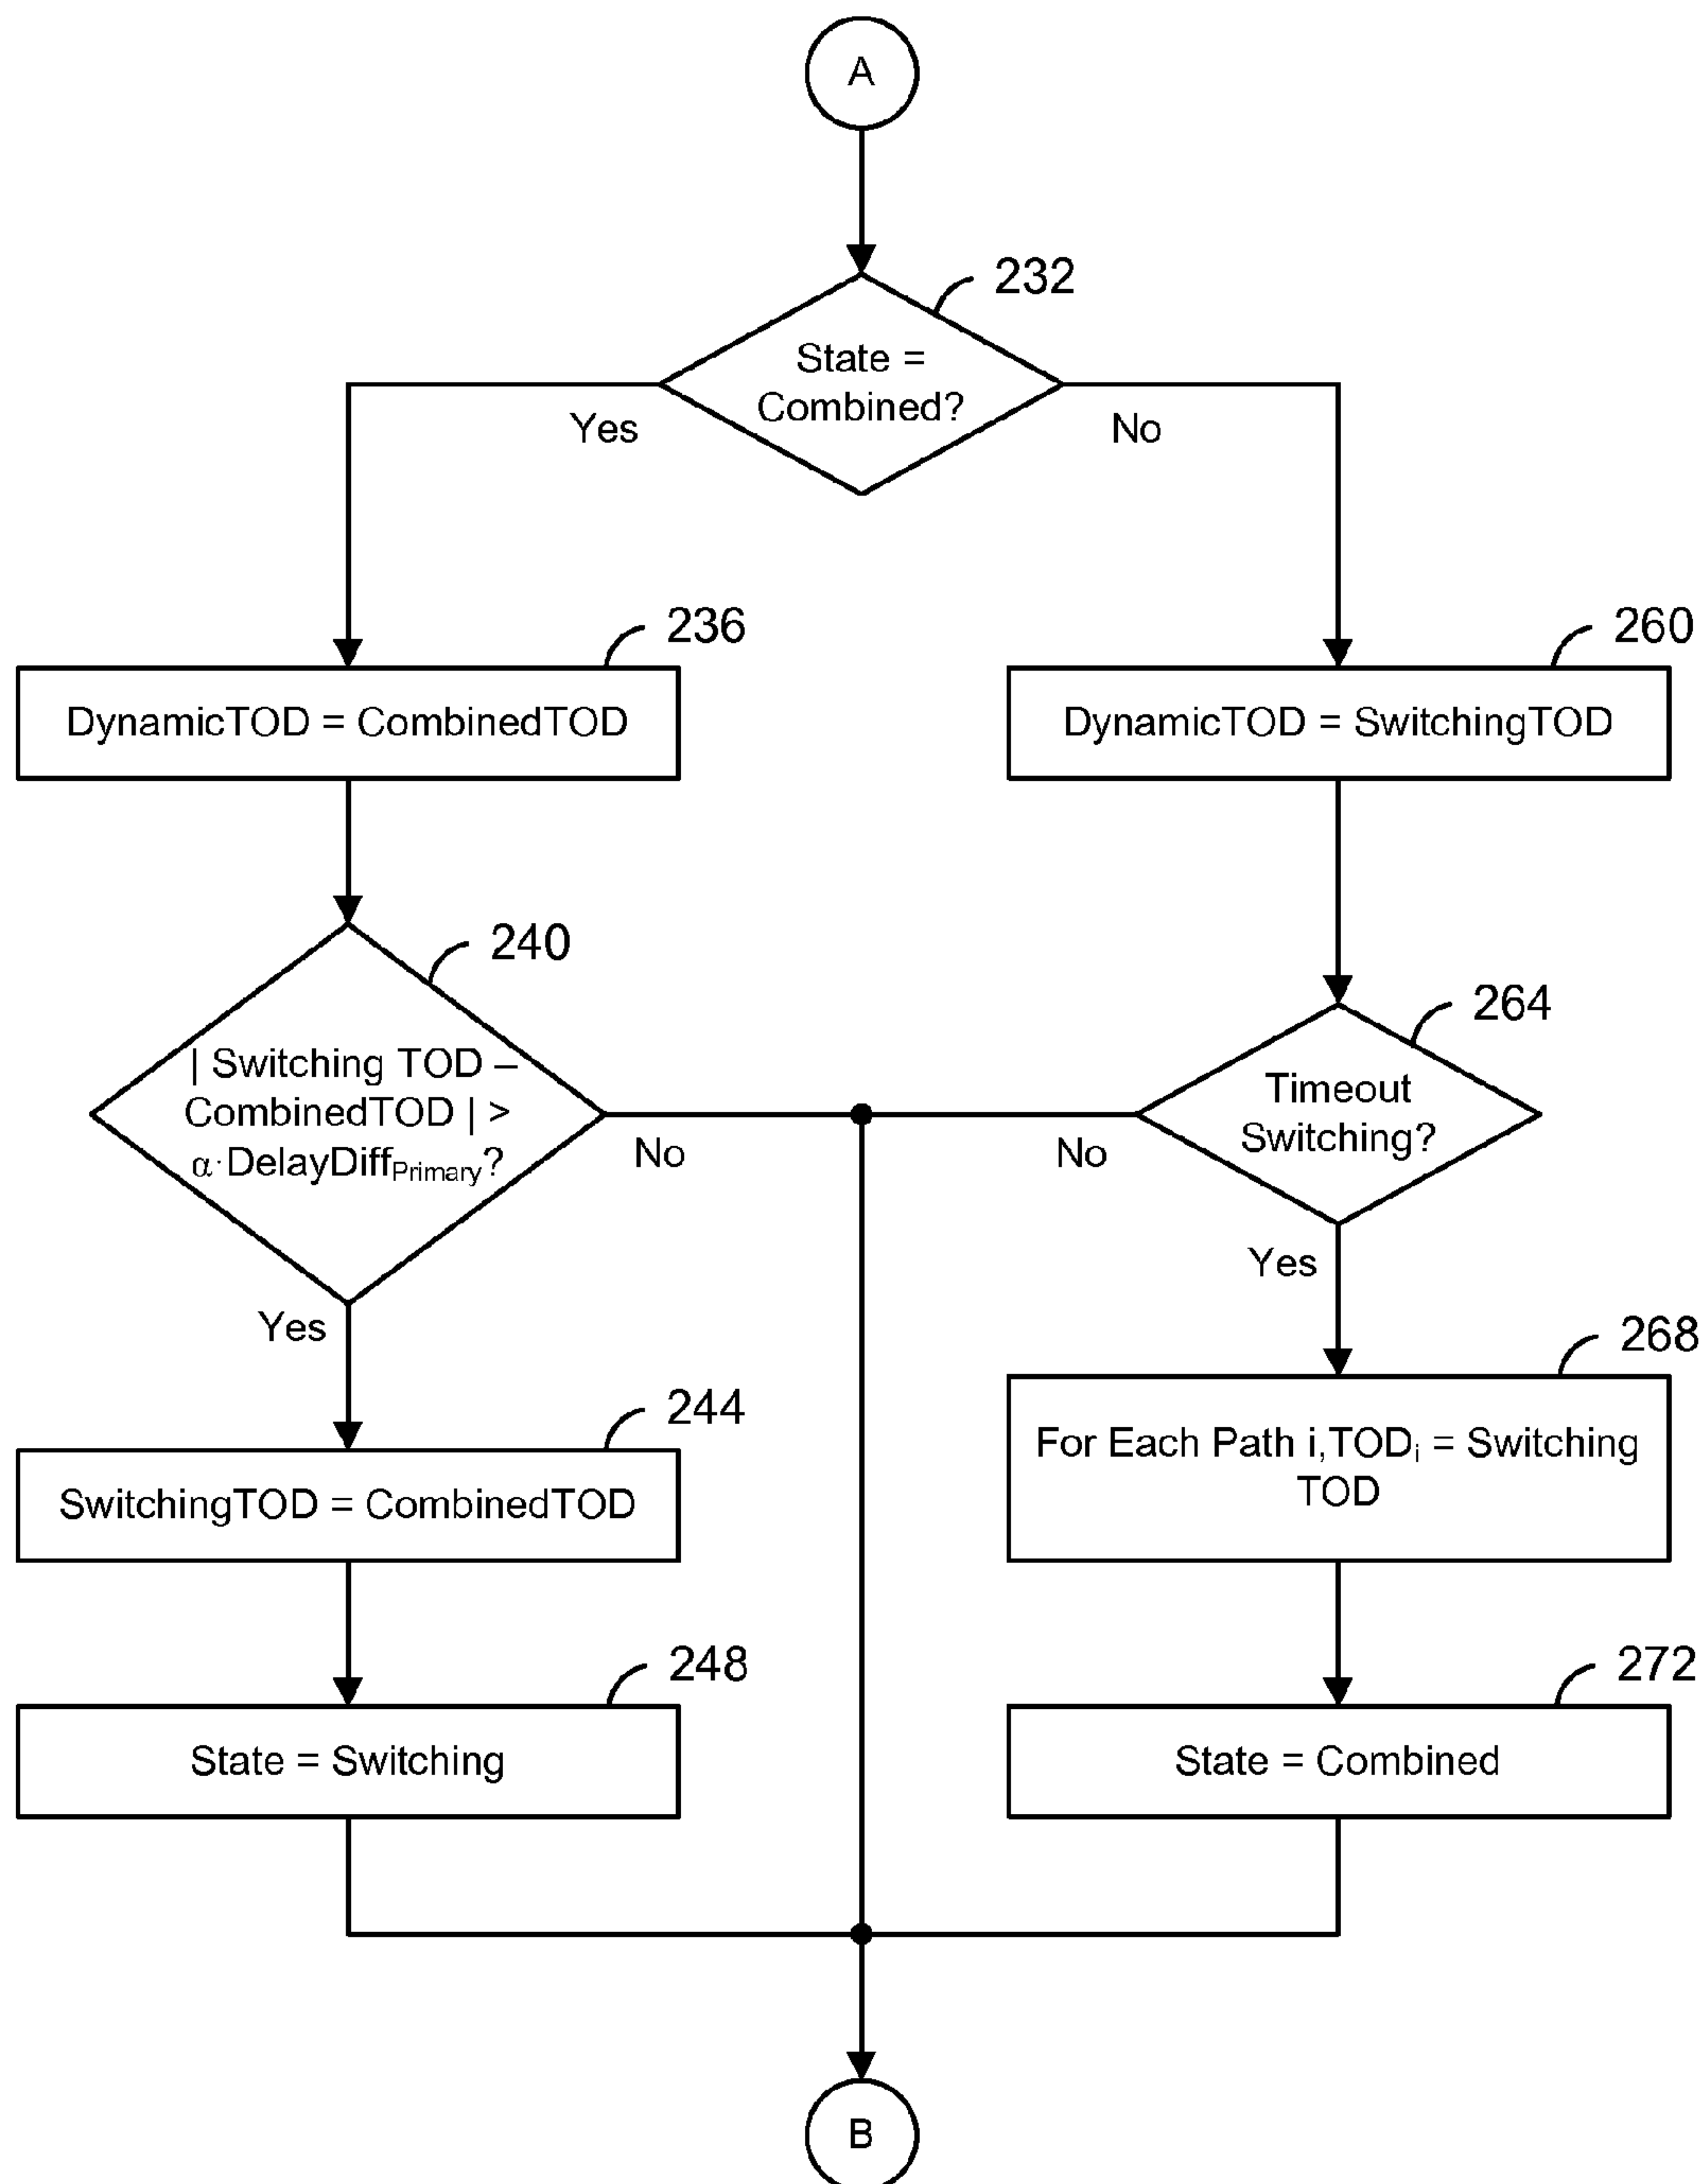 A
232
State =
Combined?
Yes
No
236
260
DynamicTOD = CombinedTOD
DynamicTOD = SwitchingTOD
240
264
| Switching TOD –
CombinedTOD | >
α·DelayDiffPrimary?
Timeout
Switching?
No
No
Yes
Yes
268
244
For Each Path i,TODi = Switching
TOD
SwitchingTOD = CombinedTOD
248
272
State = Switching
State = Combined
B